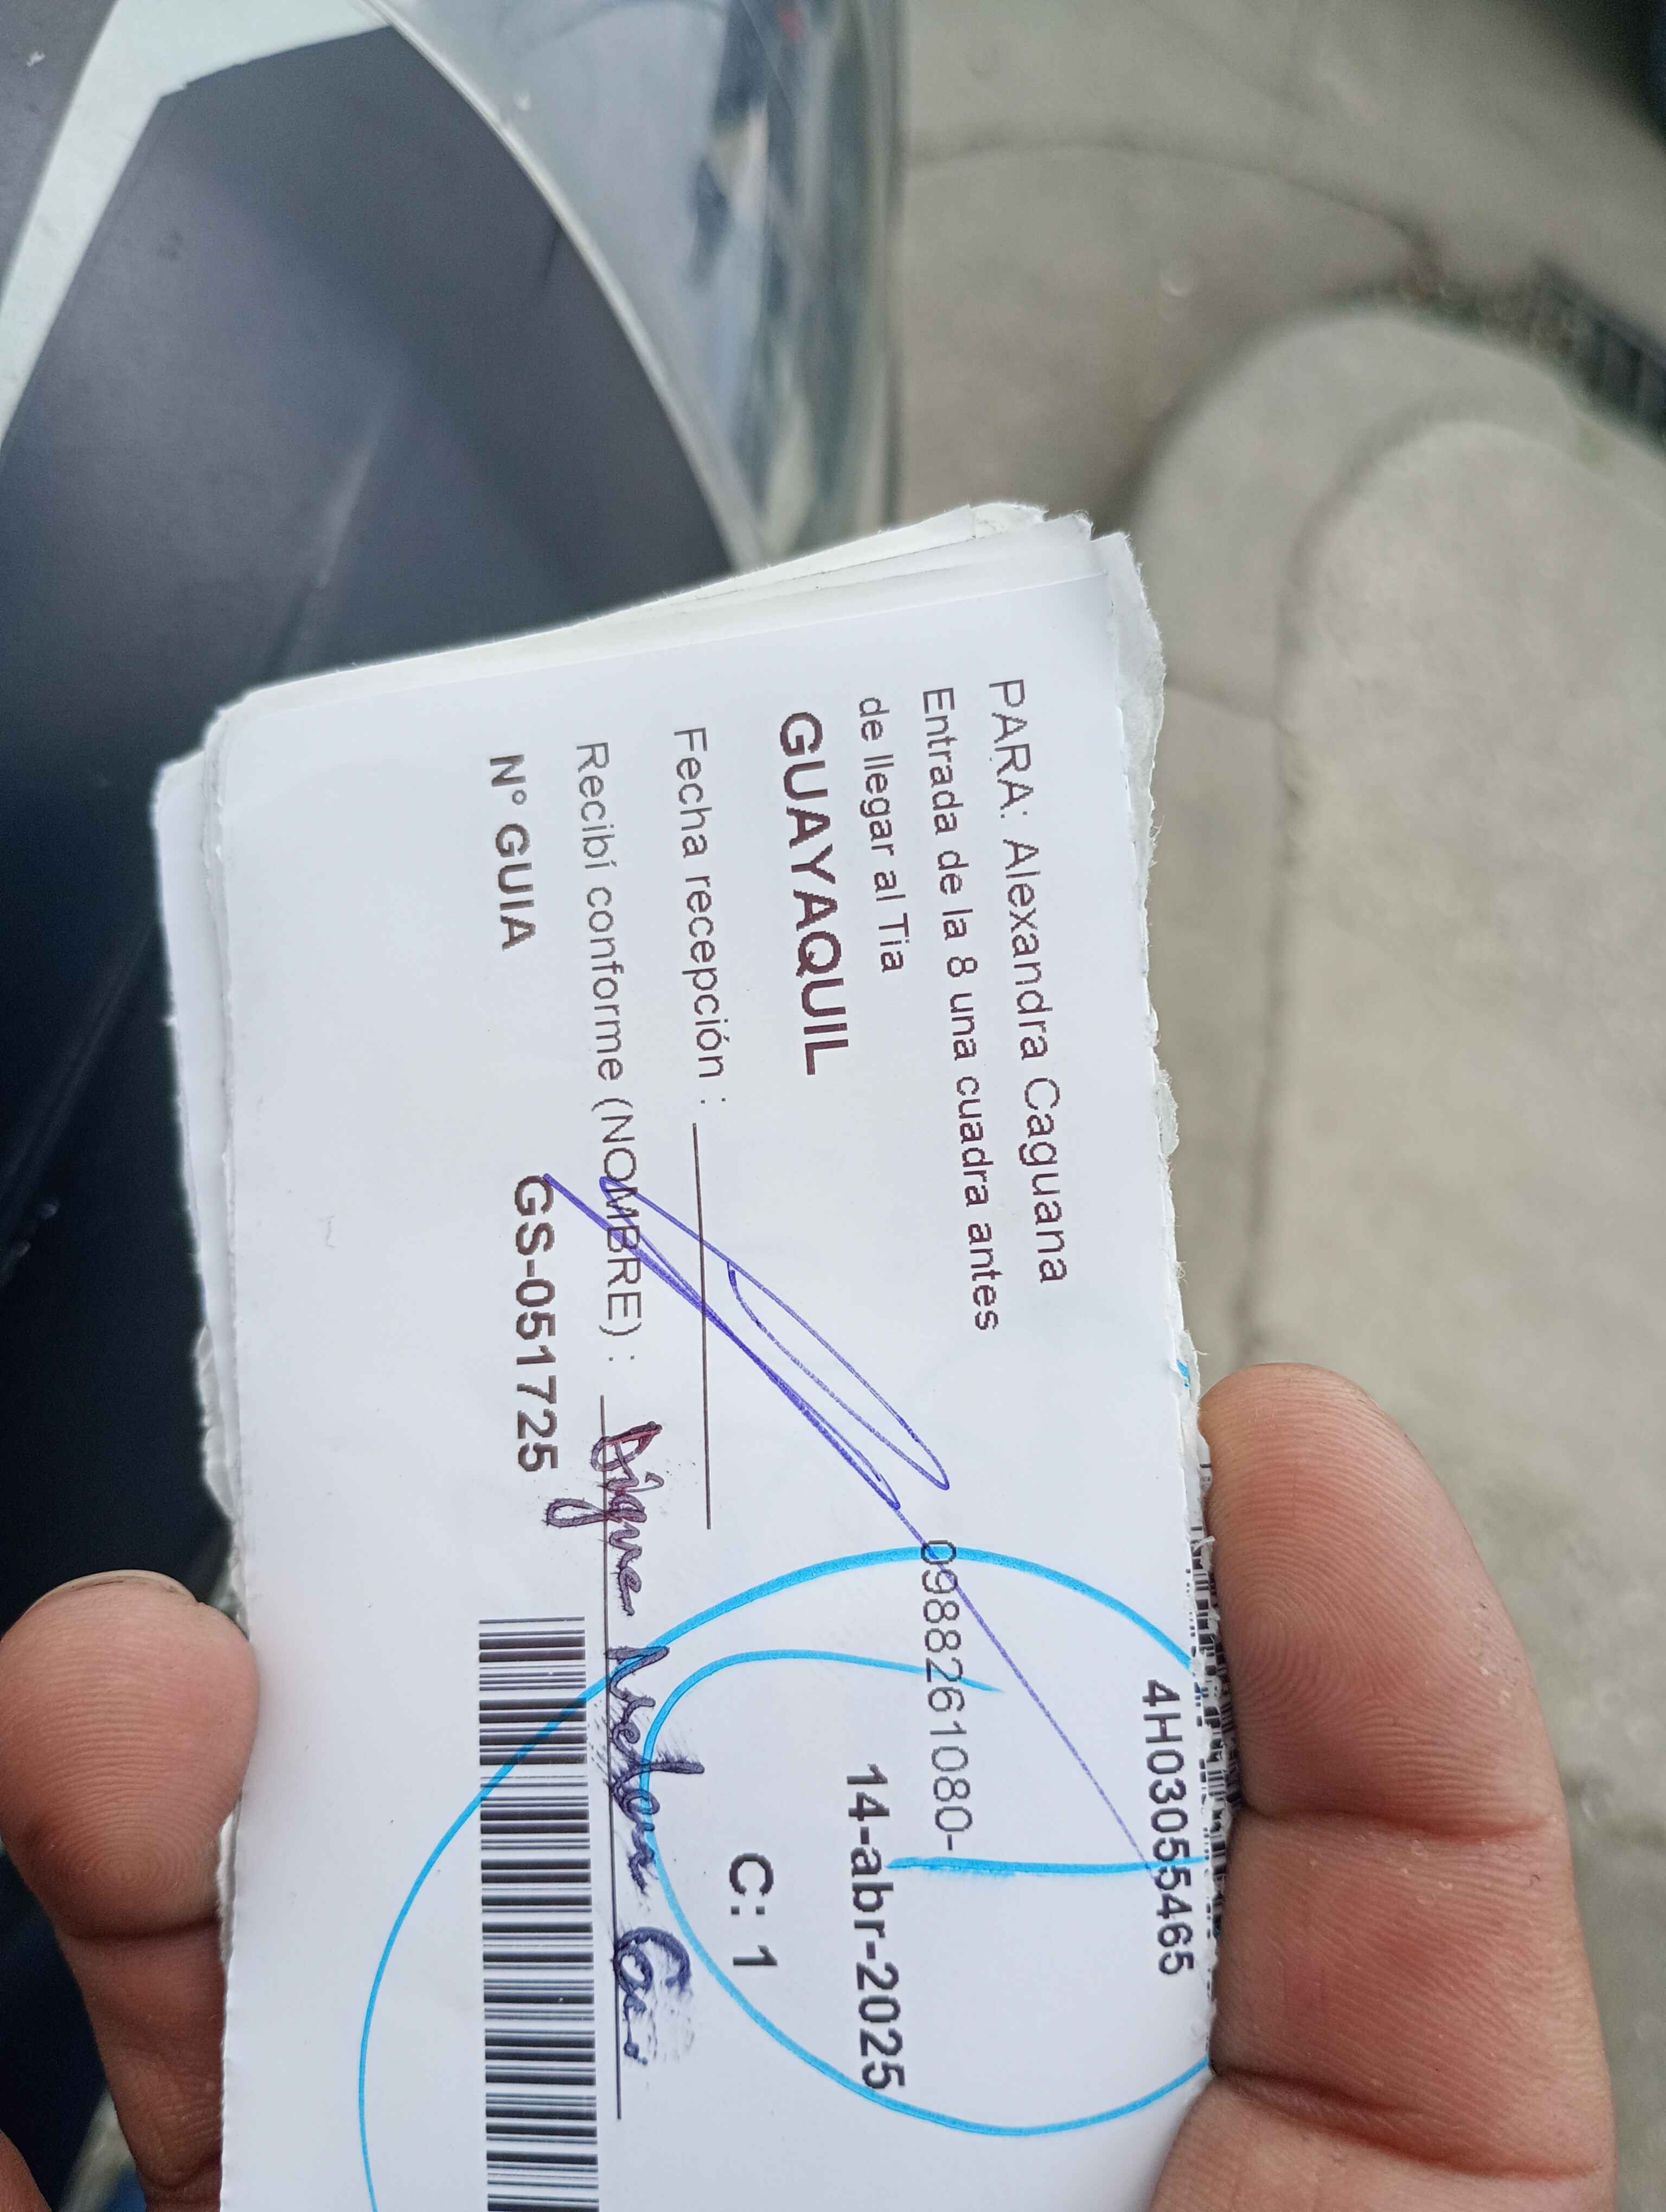 4H03055465
PARA: Alexandra Caguana
Entrada de la 8 una cuadra antes 0988261080-
de llegar al Tia
14-abr-2025
GUAYAQUIL
C: 1
Fecha recepción :
Recibí conforme (NOMBRE) :
N° GUIA GS-051725